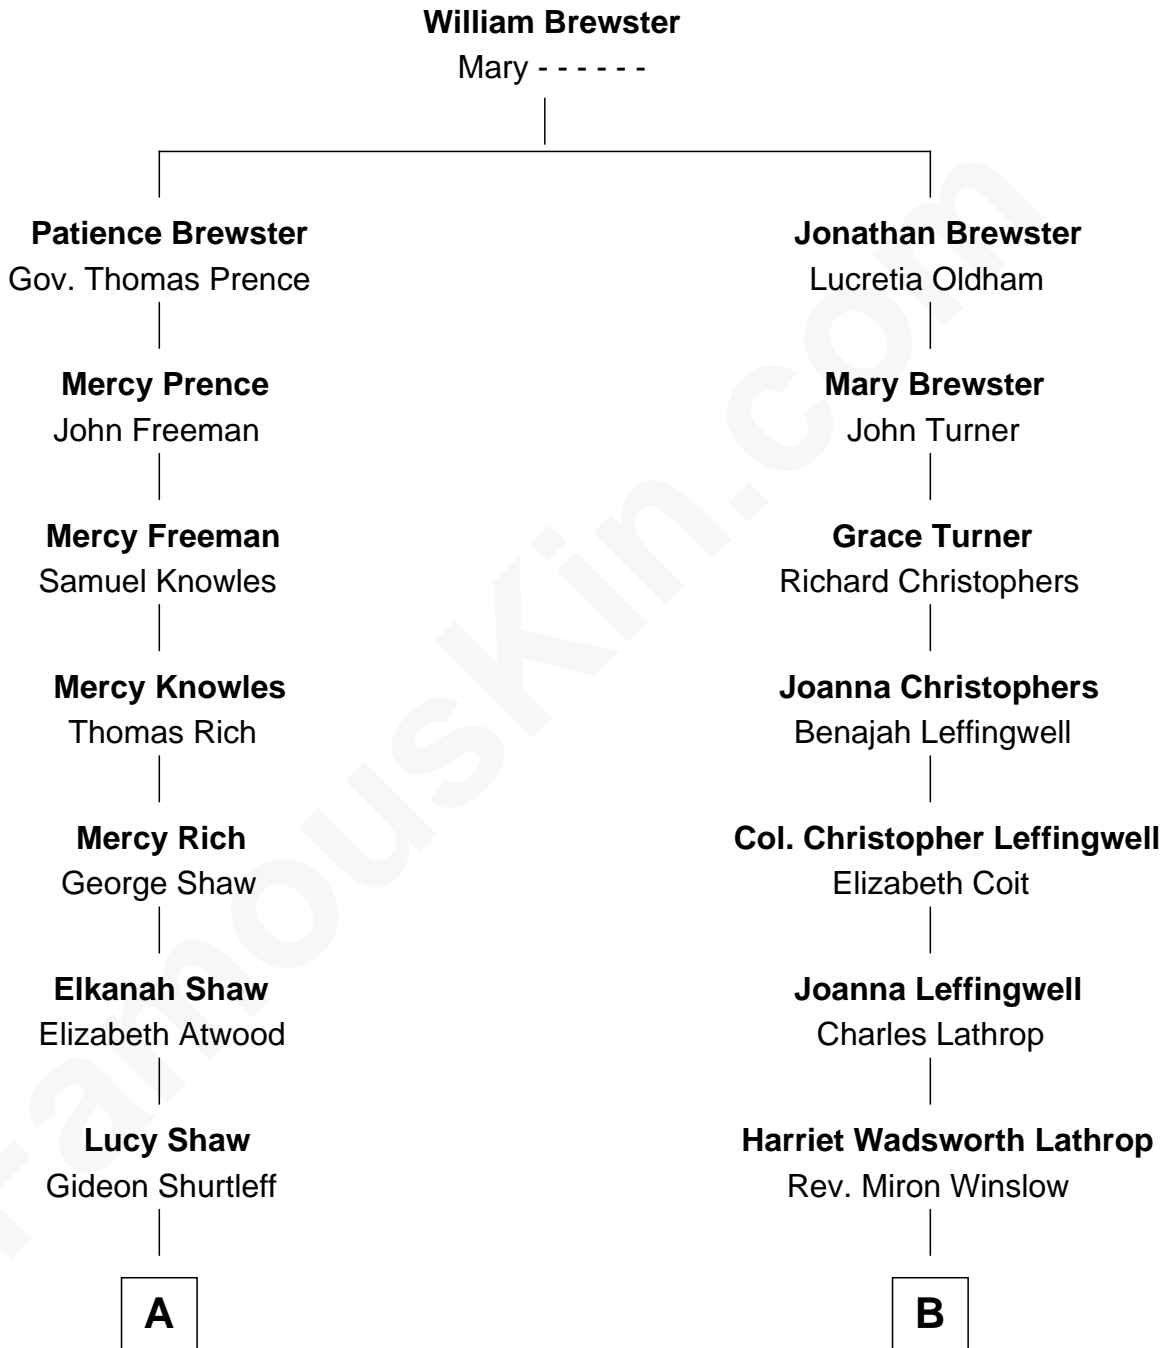 William Brewster
Mary - - - - - -
Patience Brewster
Gov. Thomas Prence
Jonathan Brewster
Lucretia Oldham
Mercy Prence
John Freeman
Mary Brewster
John Turner
Mercy Freeman
Samuel Knowles
Grace Turner
Richard Christophers
Mercy Knowles
Thomas Rich
Joanna Christophers
Benajah Leffingwell
Mercy Rich
George Shaw
Col. Christopher Leffingwell
Elizabeth Coit
Elkanah Shaw
Elizabeth Atwood
Joanna Leffingwell
Charles Lathrop
Lucy Shaw
Gideon Shurtleff
Harriet Wadsworth Lathrop
Rev. Miron Winslow
A
B
FamousKin.com